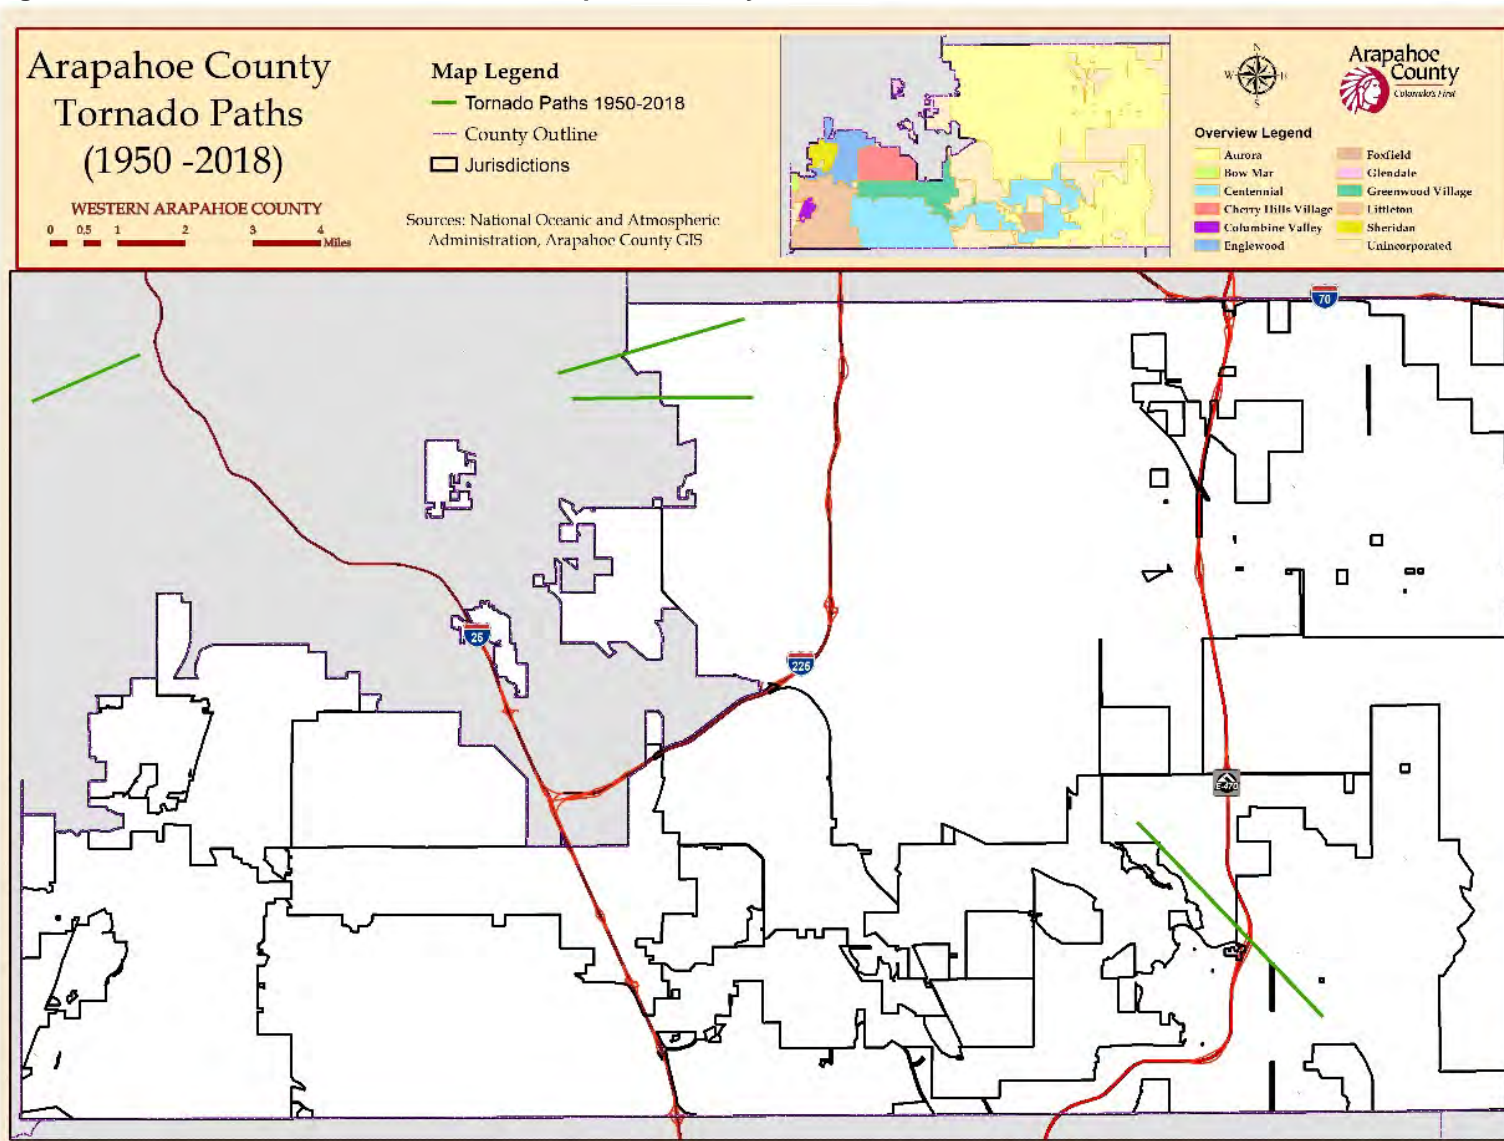 Arapahoe County
Tornado Paths
(1950 -2018)
WESTERN ARAPAHOE COUNTY
0 0.5 1 2 3 4
Miles
Map Legend
Tornado Paths 1950-2018
County Outline
Jurisdictions
Sources: National Oceanic and Atmospheric
Administration, Arapahoe County GIS
N
W E
S
Arapahoe
County
Colorado's First
Overview Legend
Aurora
Bow Mar
Centennial
Cherry Hills Village
Columbine Valley
Englewood
Foxfield
Glendale
Greenwood Village
Littleton
Sheridan
Unincorporated
70
25
225
E-470